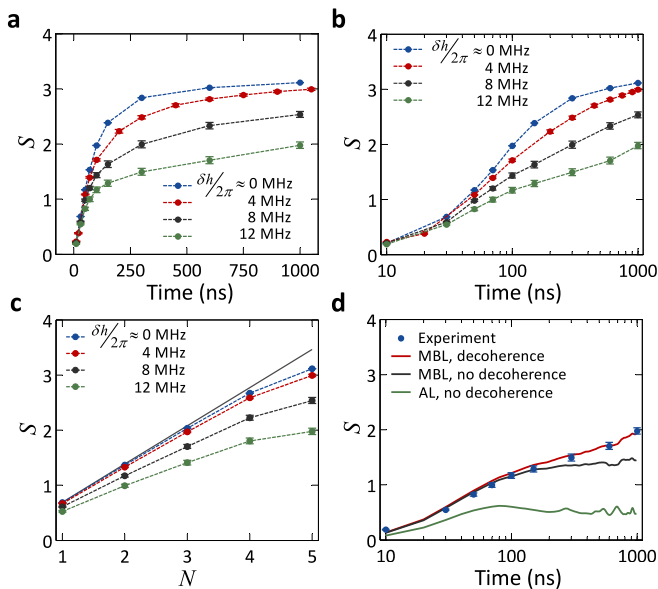 a
4
3
2
1
0
S
0
250
500
750
1000
Time (ns)
δh/2π ≈ 0 MHz
4 MHz
8 MHz
12 MHz
b
4
3
2
1
0
S
10
100
1000
Time (ns)
δh/2π ≈ 0 MHz
4 MHz
8 MHz
12 MHz
c
4
3
2
1
0
S
1
2
3
4
5
N
δh/2π ≈ 0 MHz
4 MHz
8 MHz
12 MHz
d
4
3
2
1
0
S
10
100
1000
Time (ns)
Experiment
MBL, decoherence
MBL, no decoherence
AL, no decoherence